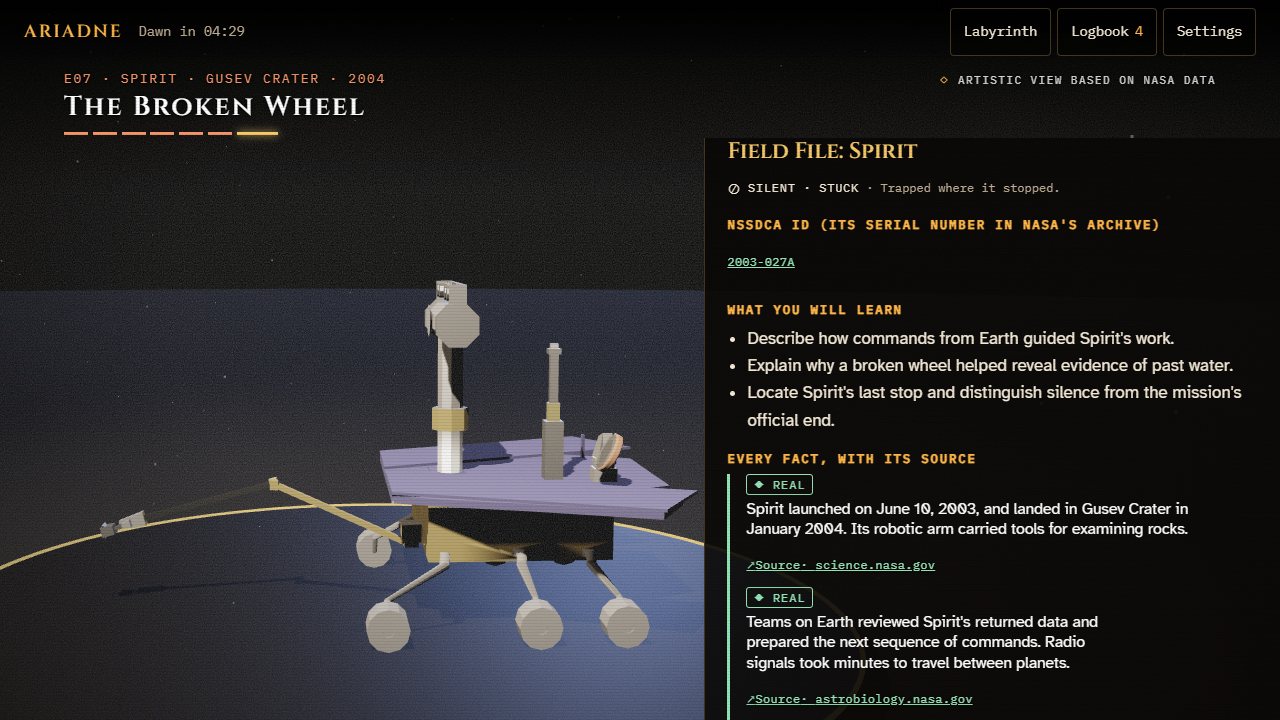 ARIADNE Dawn in 04:29
Labyrinth Logbook 4 Settings
E07 · SPIRIT · GUSEV CRATER · 2004
The Broken Wheel
◇ ARTISTIC VIEW BASED ON NASA DATA
Field File: Spirit
SILENT · STUCK · Trapped where it stopped.
NSSDCA ID (ITS SERIAL NUMBER IN NASA'S ARCHIVE)
2003-027A
WHAT YOU WILL LEARN
• Describe how commands from Earth guided Spirit's work.
• Explain why a broken wheel helped reveal evidence of past water.
• Locate Spirit's last stop and distinguish silence from the mission's
official end.
EVERY FACT, WITH ITS SOURCE
◆ REAL
Spirit launched on June 10, 2003, and landed in Gusev Crater in
January 2004. Its robotic arm carried tools for examining rocks.
↗Source· science.nasa.gov
◆ REAL
Teams on Earth reviewed Spirit's returned data and
prepared the next sequence of commands. Radio
signals took minutes to travel between planets.
↗Source· astrobiology.nasa.gov